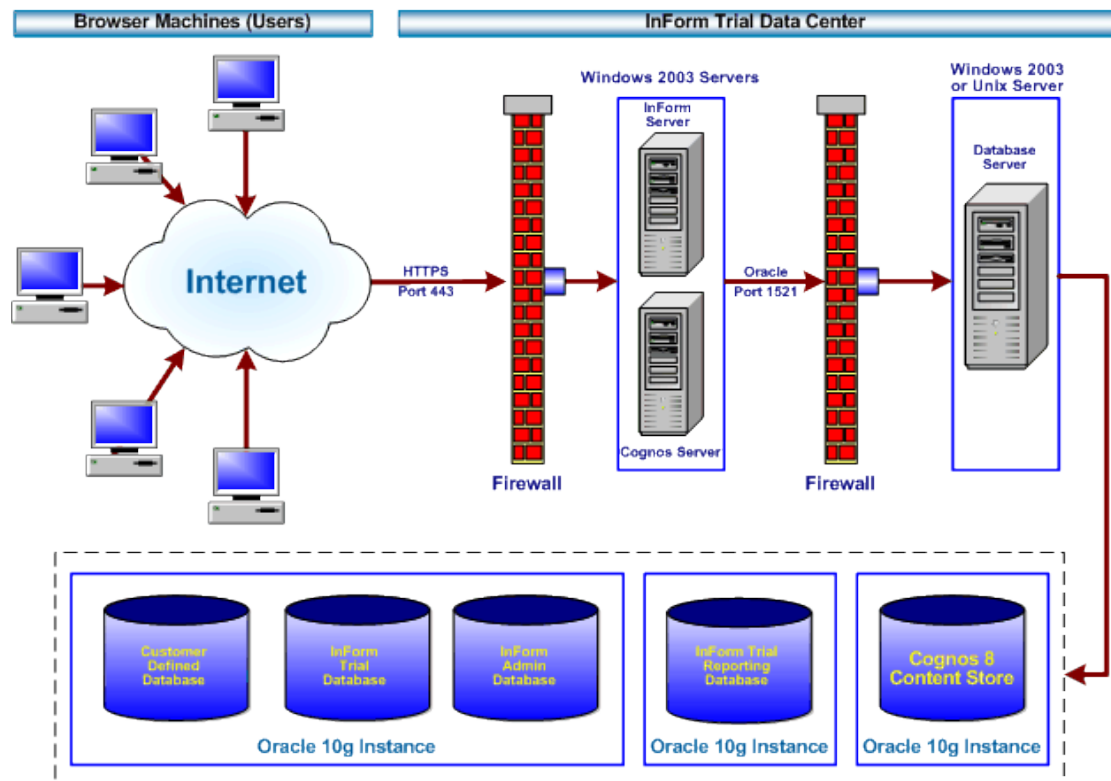 Browser Machines (Users)
InForm Trial Data Center
Windows 2003 Servers
Windows 2003
or Unix Server
InForm
Server
Database
Server
Internet
HTTPS
Port 443
Oracle
Port 1521
Cognos Server
Firewall
Firewall
Customer
Defined
Database
InForm
Trial
Database
InForm
Admin
Database
InForm Trial
Reporting
Database
Cognos 8
Content Store
Oracle 10g Instance
Oracle 10g Instance
Oracle 10g Instance